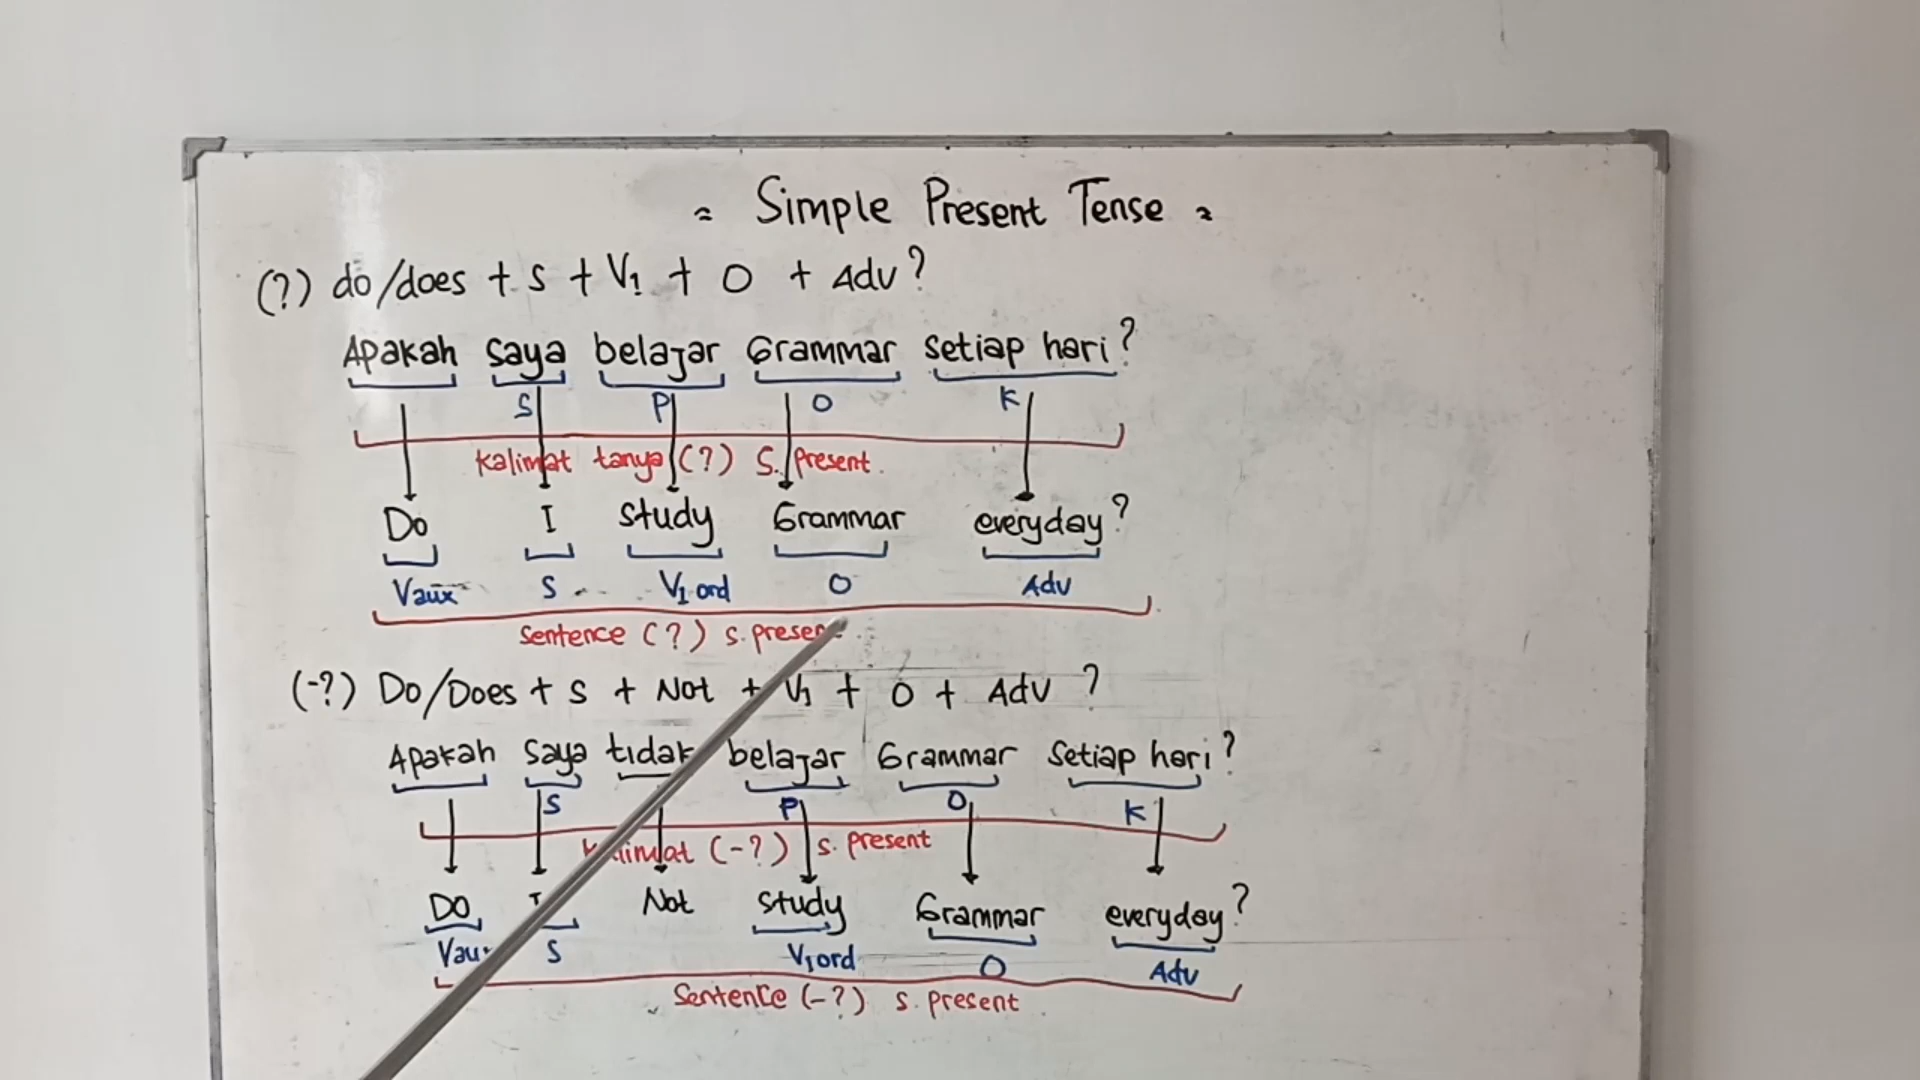 ~ Simple Present Tense ~
(?) do/does + S + V1 + O + Adv?
Apakah saya belajar Grammar setiap hari?
S P O K
kalimat tanya (?) S. present.
Do I study Grammar everyday?
Vaux S V1 ord O Adv
sentence (?) s. present
(-?) Do/Does + S + Not + V1 + O + Adv ?
Apakah saya tidak belajar Grammar setiap hari?
S P O K
kalimat (-?) s. present
Do Not study Grammar everyday?
S V1 ord O Adv
Sentence (-?) s. present